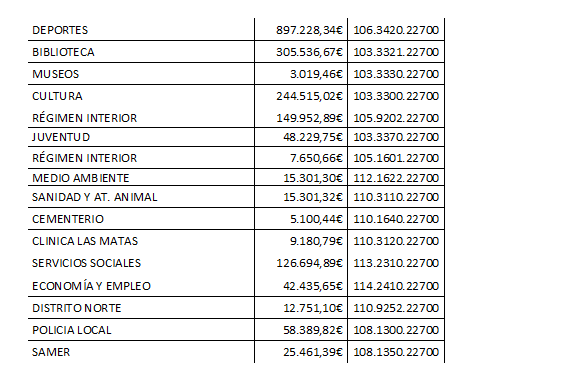 DEPORTES 897.228,34€ 106.3420.22700
BIBLIOTECA 305.536,67€ 103.3321.22700
MUSEOS 3.019,46€ 103.3330.22700
CULTURA 244.515,02€ 103.3300.22700
RÉGIMEN INTERIOR 149.952,89€ 105.9202.22700
JUVENTUD 48.229,75€ 103.3370.22700
RÉGIMEN INTERIOR 7.650,66€ 105.1601.22700
MEDIO AMBIENTE 15.301,30€ 112.1622.22700
SANIDAD Y AT. ANIMAL 15.301,32€ 110.3110.22700
CEMENTERIO 5.100,44€ 110.1640.22700
CLINICA LAS MATAS 9.180,79€ 110.3120.22700
SERVICIOS SOCIALES 126.694,89€ 113.2310.22700
ECONOMÍA Y EMPLEO 42.435,65€ 114.2410.22700
DISTRITO NORTE 12.751,10€ 110.9252.22700
POLICIA LOCAL 58.389,82€ 108.1300.22700
SAMER 25.461,39€ 108.1350.22700